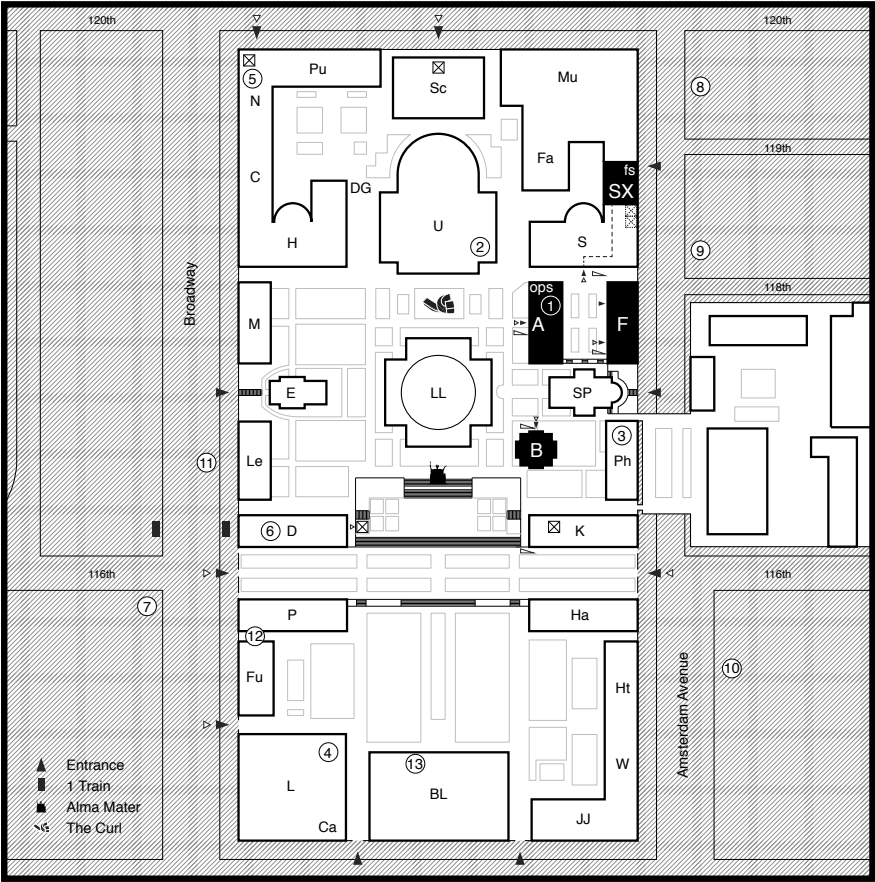 120th
120th
Pu
Sc
Mu
5
8
N
119th
Fa
fs
C
DG
SX
U
H
S
2
9
Broadway
118th
ops
1
M
A
F
E
LL
SP
3
B
Le
Ph
11
6 D
K
116th
116th
7
P
Ha
12
Fu
10
Ht
Amsterdam Avenue
4
13
W
Entrance
L
BL
1 Train
Alma Mater
JJ
The Curl
Ca